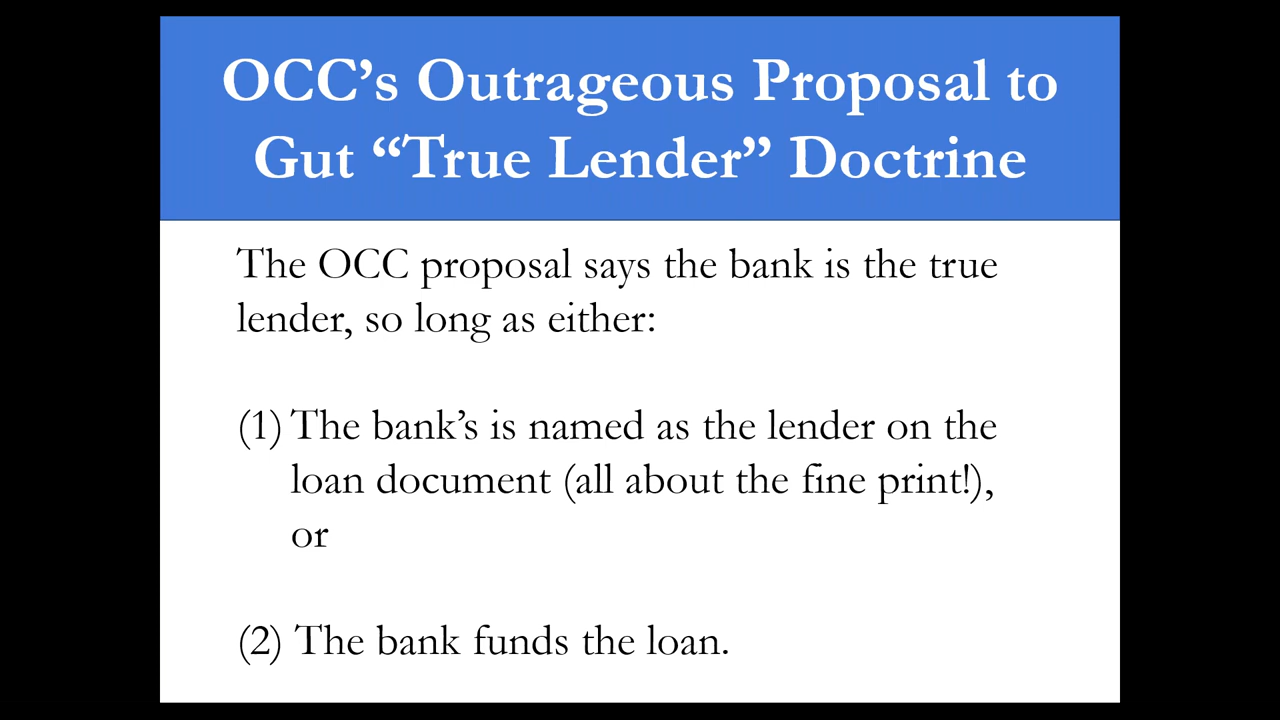 OCC’s Outrageous Proposal to
Gut “True Lender” Doctrine
The OCC proposal says the bank is the true
lender, so long as either:
(1) The bank’s is named as the lender on the
loan document (all about the fine print!),
or
(2) The bank funds the loan.